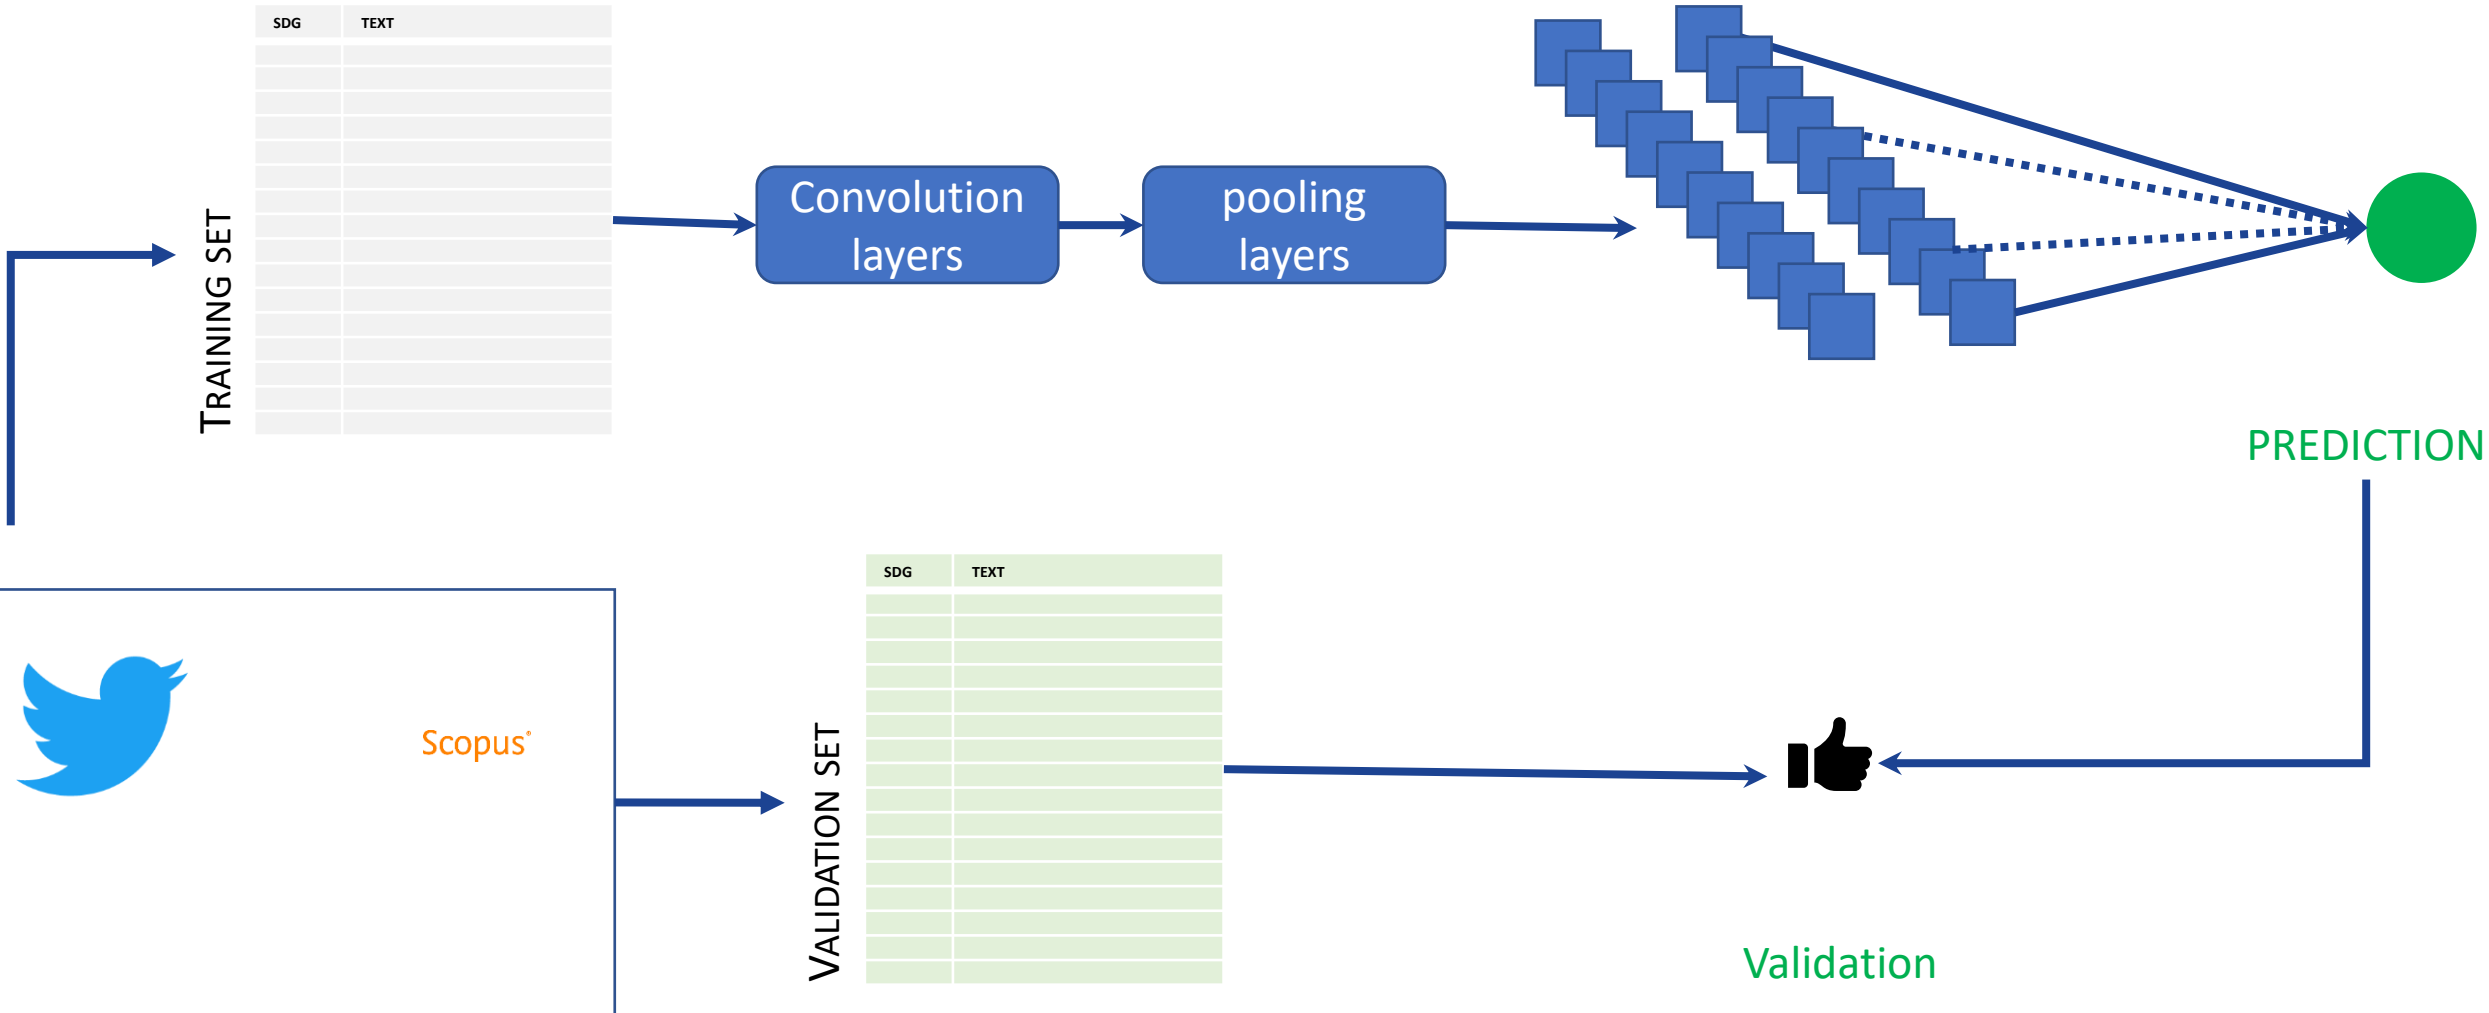 SDG TEXT
TRAINING SET
Convolution
layers
pooling
layers
PREDICTION
Scopus®
SDG TEXT
VALIDATION SET
Validation